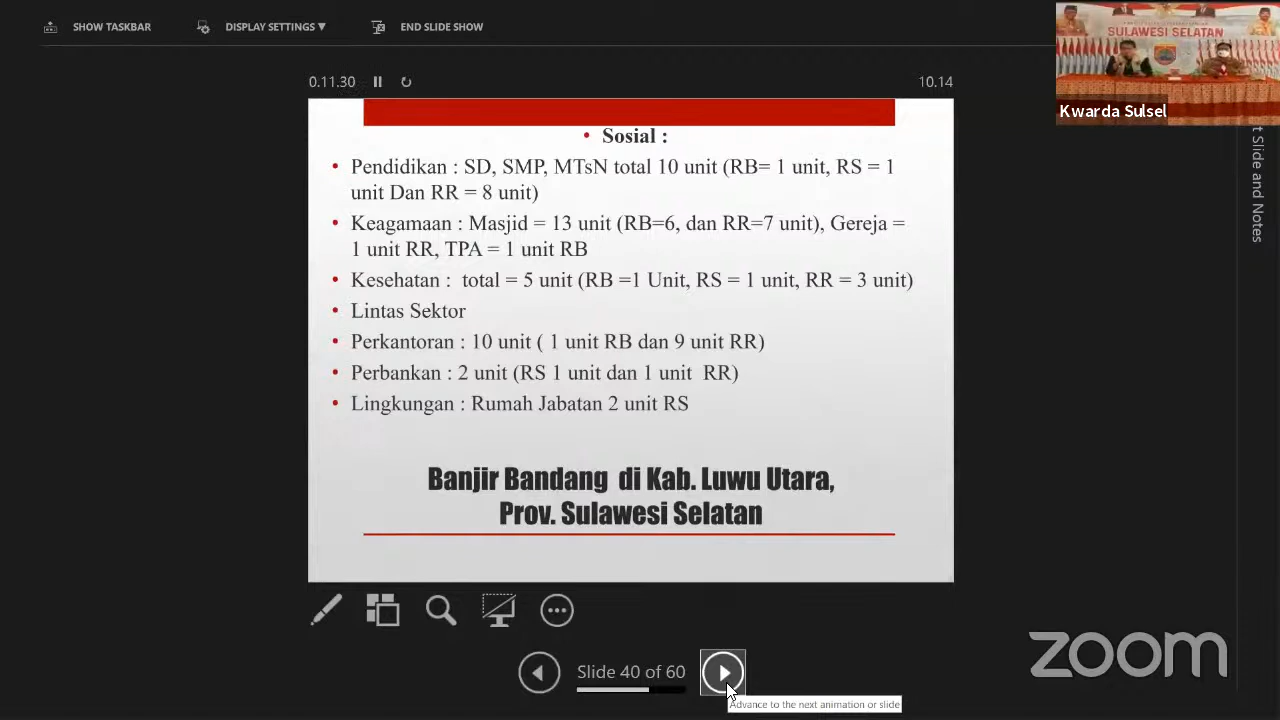 SHOW TASKBAR
DISPLAY SETTINGS ▼
END SLIDE SHOW
SULAWESI SELATAN
Kwarda Sulsel
0.11.30
10.14
t Slide and Notes
• Sosial :
• Pendidikan : SD, SMP, MTsN total 10 unit (RB= 1 unit, RS = 1
unit Dan RR = 8 unit)
• Keagamaan : Masjid = 13 unit (RB=6, dan RR=7 unit), Gereja =
1 unit RR, TPA = 1 unit RB
• Kesehatan :  total = 5 unit (RB =1 Unit, RS = 1 unit, RR = 3 unit)
• Lintas Sektor
• Perkantoran : 10 unit ( 1 unit RB dan 9 unit RR)
• Perbankan : 2 unit (RS 1 unit dan 1 unit  RR)
• Lingkungan : Rumah Jabatan 2 unit RS
Banjir Bandang  di Kab. Luwu Utara,
Prov. Sulawesi Selatan
Slide 40 of 60
Advance to the next animation or slide
zoom